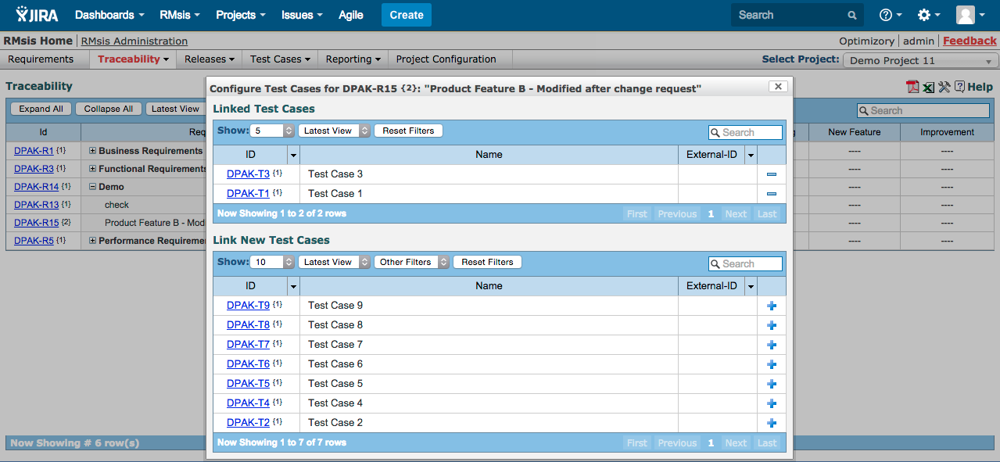 JIRA Dashboards RMsis Projects Issues Agile Create Search
RMsis Home RMsis Administration Optimizory admin Feedback
Requirements Traceability Releases Test Cases Reporting Project Configuration Select Project: Demo Project 11
Traceability Help
Expand All Collapse All Latest View Search
Id Req g New Feature Improvement
DPAK-R1 {1} Business Requirements ---- ----
DPAK-R3 {1} Functional Requirements ---- ----
DPAK-R14 {1} Demo ---- ----
DPAK-R13 {1} check ---- ----
DPAK-R15 {2} Product Feature B - Mod ---- ----
DPAK-R5 {1} Performance Requireme ---- ----
Now Showing # 6 row(s)
Configure Test Cases for DPAK-R15 {2}: "Product Feature B - Modified after change request"
Linked Test Cases
Show: 5 Latest View Reset Filters Search
ID Name External-ID
DPAK-T3 {1} Test Case 3
DPAK-T1 {1} Test Case 1
Now Showing 1 to 2 of 2 rows First Previous 1 Next Last
Link New Test Cases
Show: 10 Latest View Other Filters Reset Filters Search
ID Name External-ID
DPAK-T9 {1} Test Case 9
DPAK-T8 {1} Test Case 8
DPAK-T7 {1} Test Case 7
DPAK-T6 {1} Test Case 6
DPAK-T5 {1} Test Case 5
DPAK-T4 {1} Test Case 4
DPAK-T2 {1} Test Case 2
Now Showing 1 to 7 of 7 rows First Previous 1 Next Last